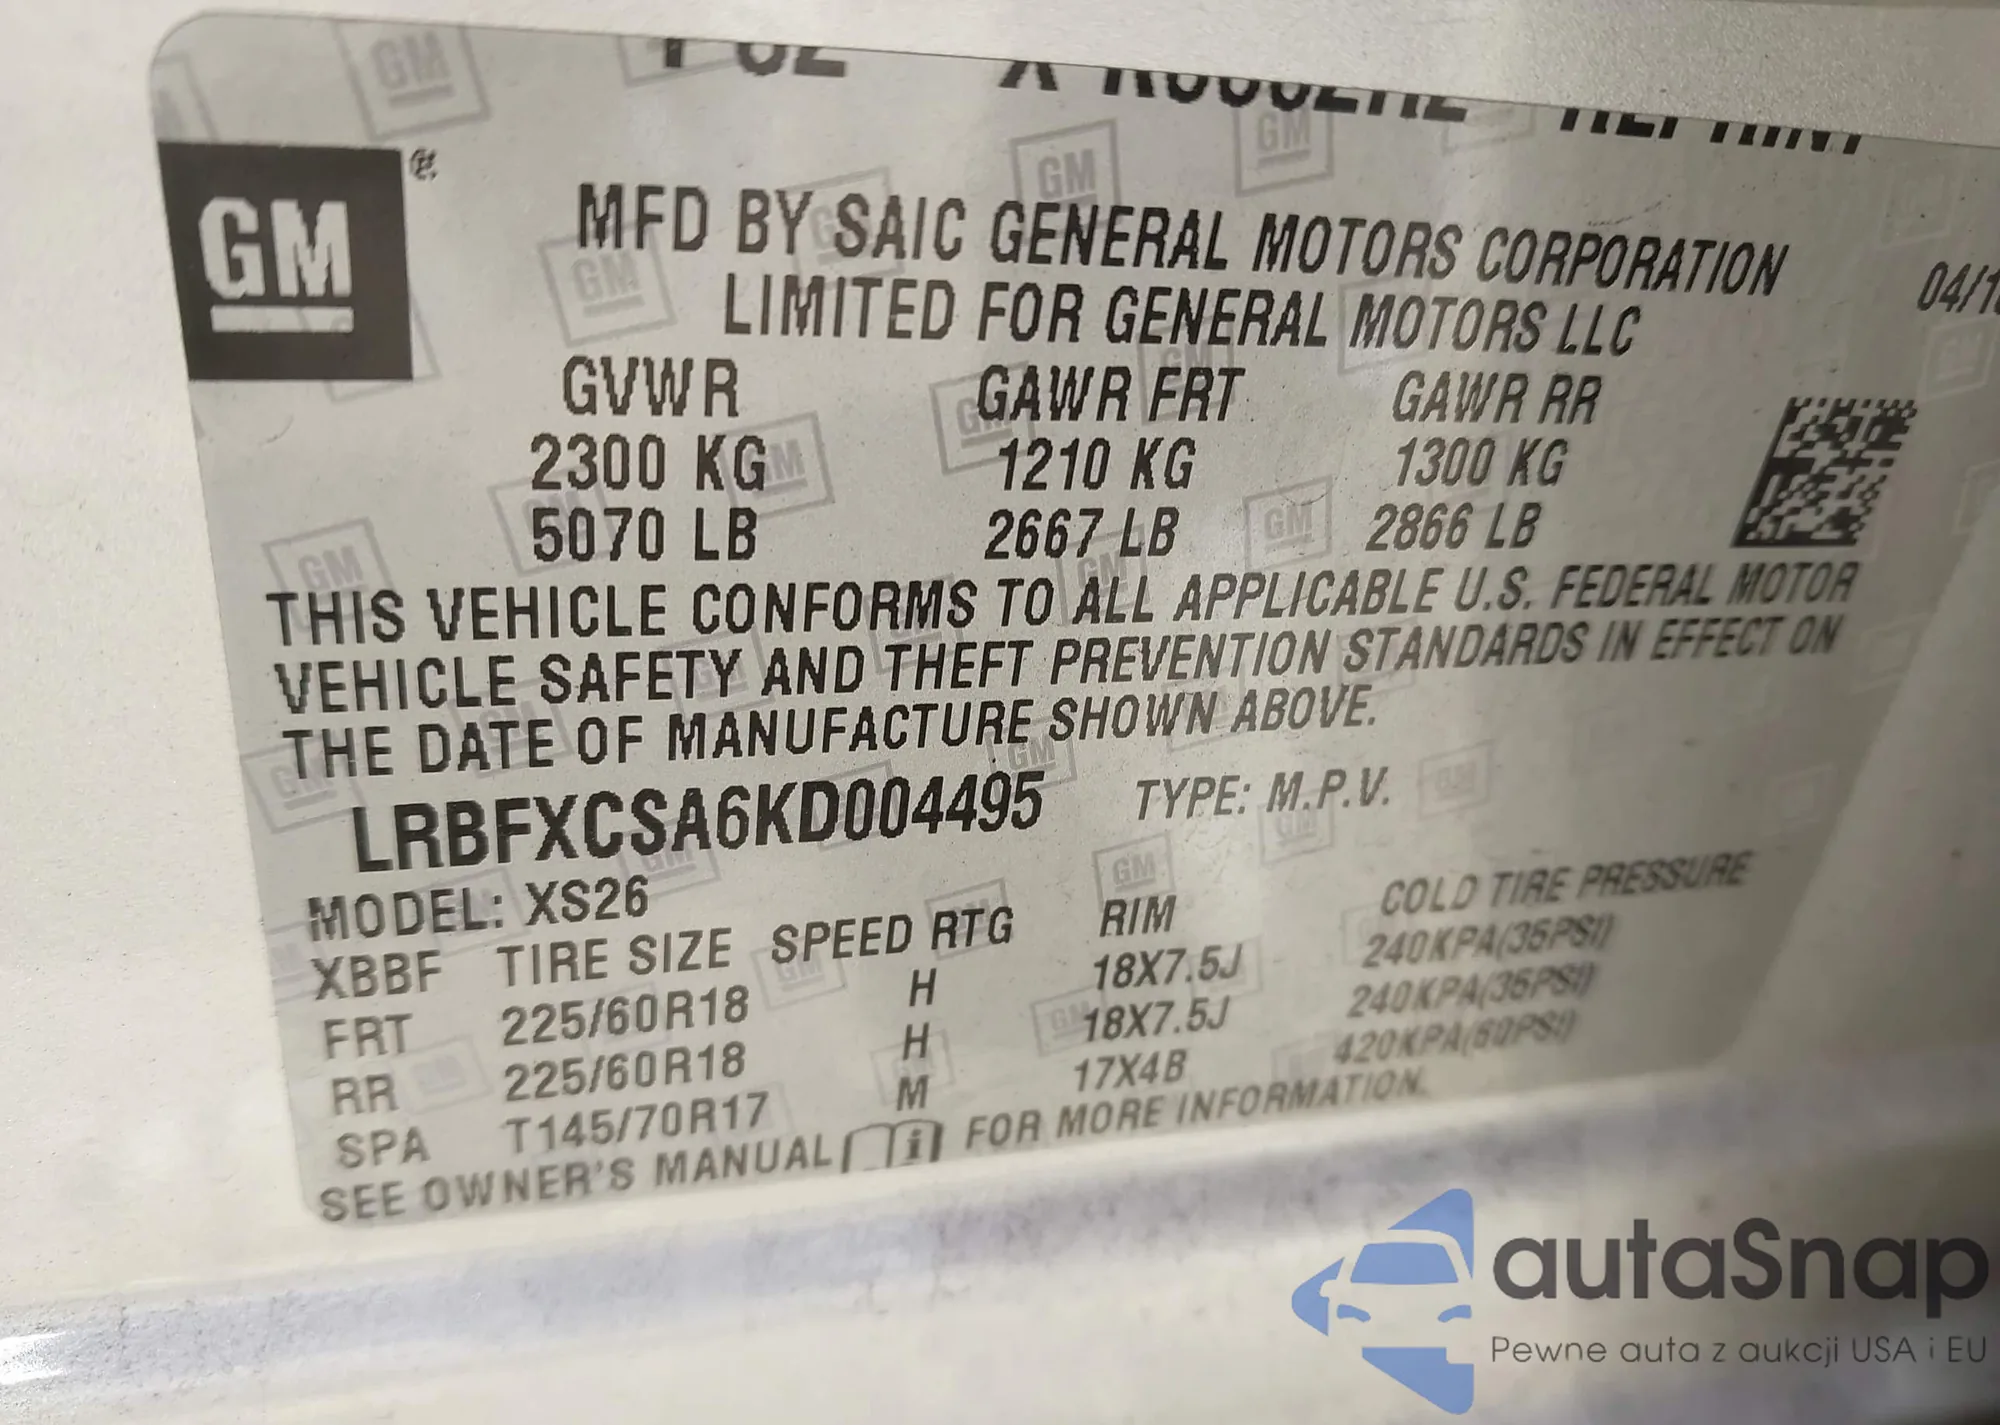 GM
MFD BY SAIC GENERAL MOTORS CORPORATION
04/1
LIMITED FOR GENERAL MOTORS LLC
GVWR GAWR FRT GAWR RR
2300 KG 1210 KG 1300 KG
5070 LB 2667 LB 2866 LB
THIS VEHICLE CONFORMS TO ALL APPLICABLE U.S. FEDERAL MOTOR
VEHICLE SAFETY AND THEFT PREVENTION STANDARDS IN EFFECT ON
THE DATE OF MANUFACTURE SHOWN ABOVE.
LRBFXCSA6KD004495 TYPE: M.P.V.
MODEL: XS26
XBBF TIRE SIZE SPEED RTG RIM COLD TIRE PRESSURE
FRT 225/60R18 H 18X7.5J 240KPA(35PSI)
RR 225/60R18 H 18X7.5J 240KPA(35PSI)
SPA T145/70R17 M 17X4B 420KPA(60PSI)
SEE OWNER'S MANUAL FOR MORE INFORMATION.
autaSnap
Pewne auta z aukcji USA i EU